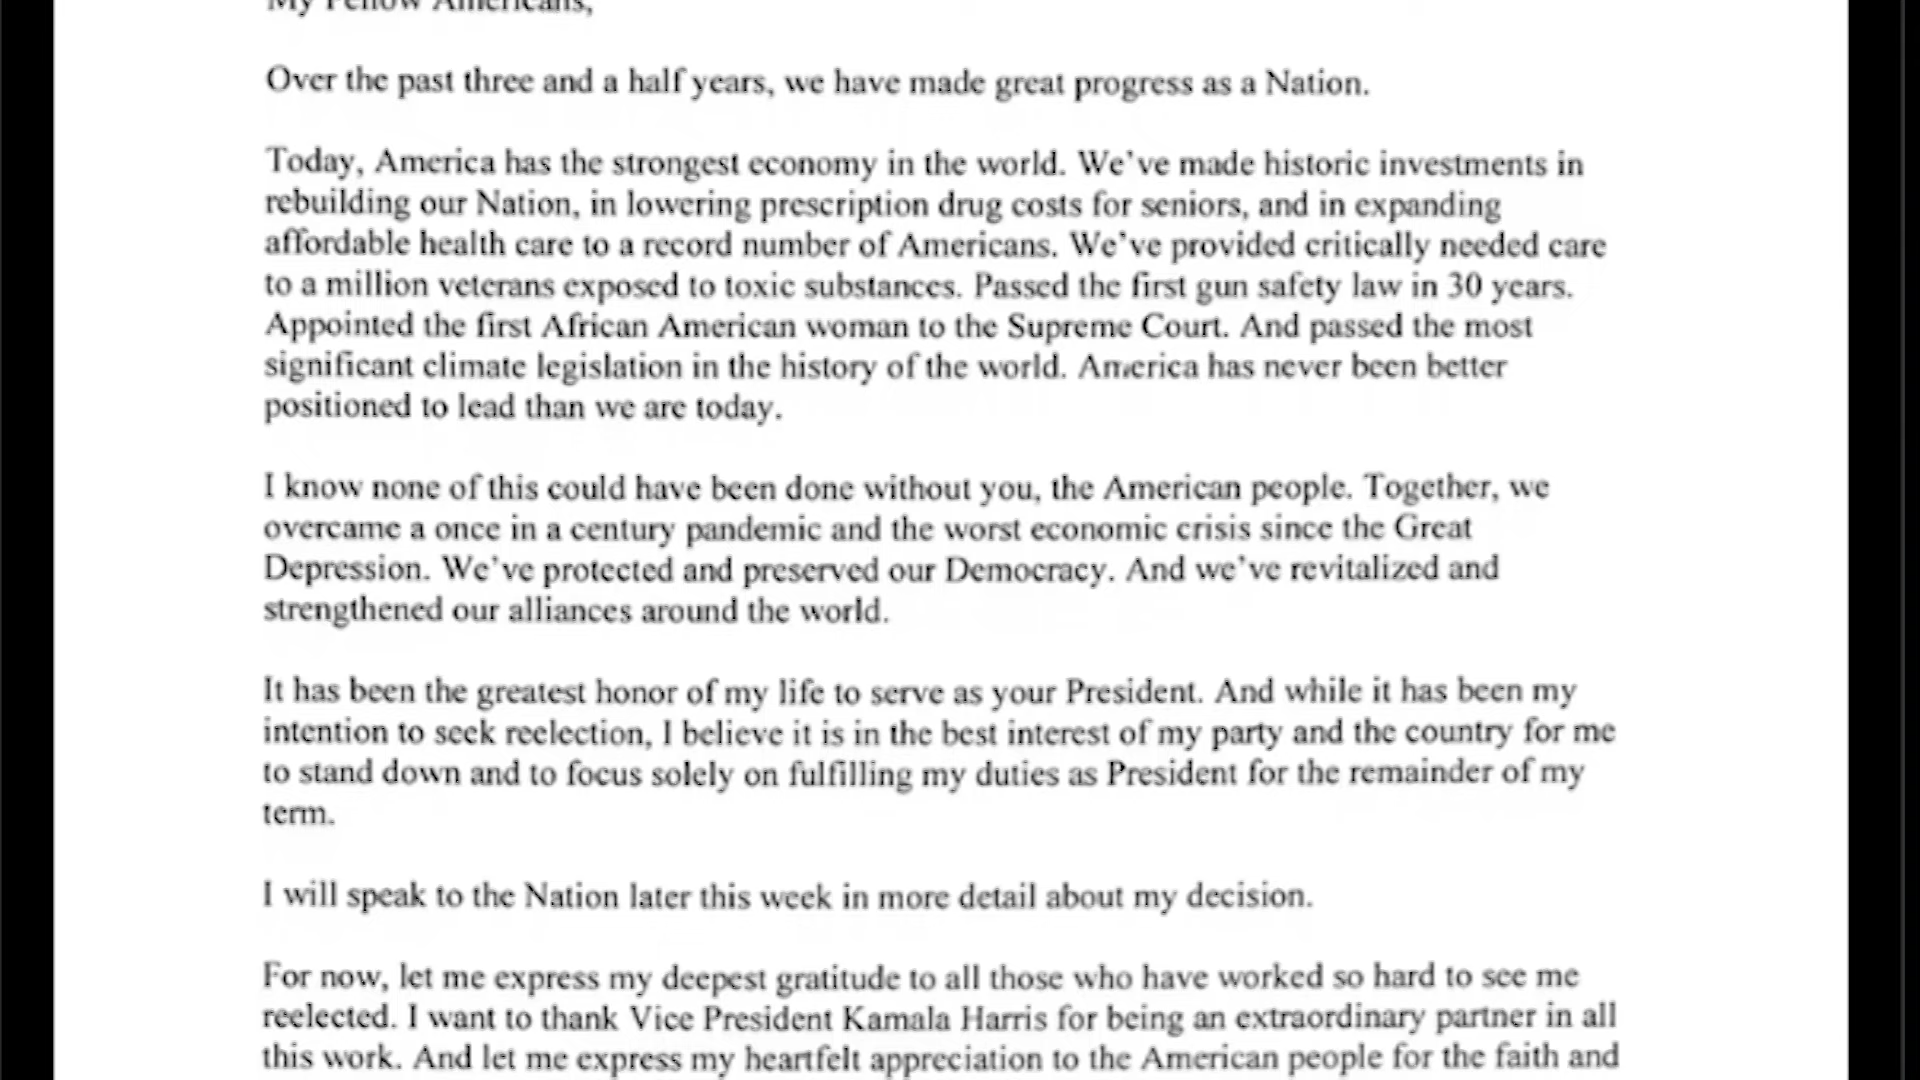 My Fellow Americans,
Over the past three and a half years, we have made great progress as a Nation.
Today, America has the strongest economy in the world. We've made historic investments in
rebuilding our Nation, in lowering prescription drug costs for seniors, and in expanding
affordable health care to a record number of Americans. We've provided critically needed care
to a million veterans exposed to toxic substances. Passed the first gun safety law in 30 years.
Appointed the first African American woman to the Supreme Court. And passed the most
significant climate legislation in the history of the world. America has never been better
positioned to lead than we are today.
I know none of this could have been done without you, the American people. Together, we
overcame a once in a century pandemic and the worst economic crisis since the Great
Depression. We've protected and preserved our Democracy. And we've revitalized and
strengthened our alliances around the world.
It has been the greatest honor of my life to serve as your President. And while it has been my
intention to seek reelection, I believe it is in the best interest of my party and the country for me
to stand down and to focus solely on fulfilling my duties as President for the remainder of my
term.
I will speak to the Nation later this week in more detail about my decision.
For now, let me express my deepest gratitude to all those who have worked so hard to see me
reelected. I want to thank Vice President Kamala Harris for being an extraordinary partner in all
this work. And let me express my heartfelt appreciation to the American people for the faith and